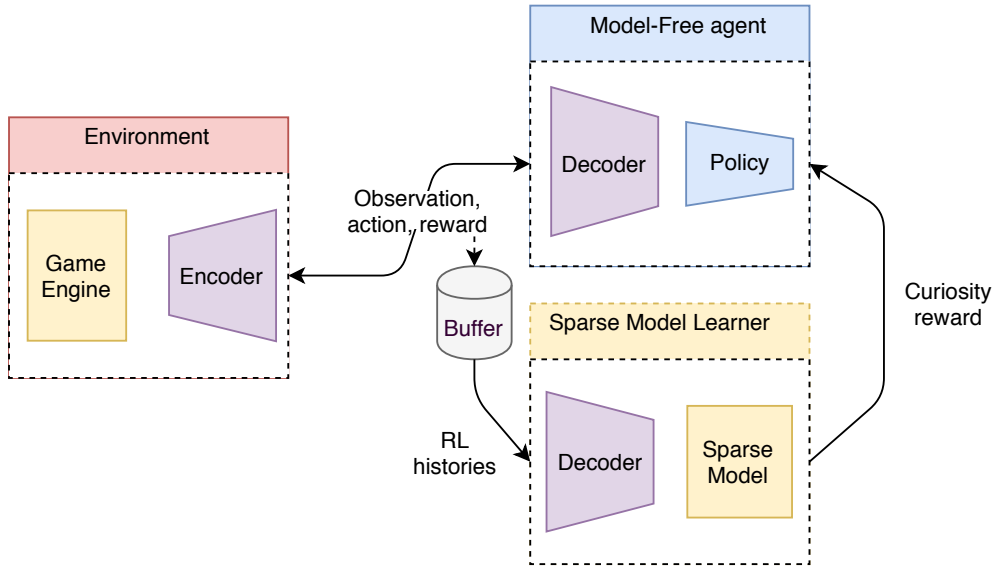 Model-Free agent
Environment
Decoder
Policy
Observation,
action, reward
Game
Engine
Encoder
Buffer
Sparse Model Learner
Curiosity
reward
RL
histories
Decoder
Sparse
Model